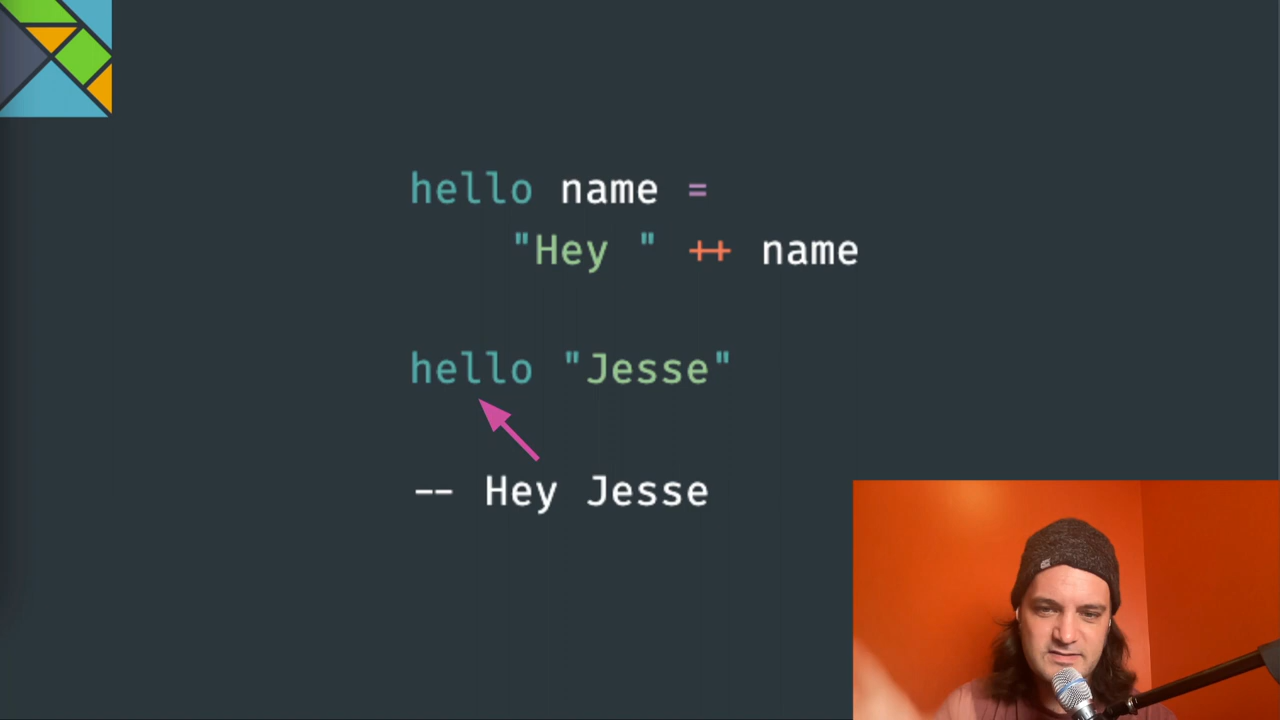 hello name =
"Hey " ++ name
hello "Jesse"
-- Hey Jesse